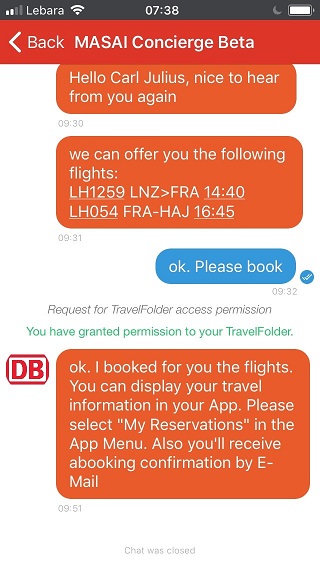 Lebara 07:38
Back MASAI Concierge Beta
Hello Carl Julius, nice to hear
from you again
09:30
we can offer you the following
flights:
LH1259 LNZ>FRA 14:40
LH054 FRA-HAJ 16:45
09:31
ok. Please book
09:32
Request for TravelFolder access permission
You have granted permission to your TravelFolder.
DB
ok. I booked for you the flights.
You can display your travel
information in your App. Please
select "My Reservations" in the
App Menu. Also you'll receive
abooking confirmation by E-
Mail
09:51
Chat was closed